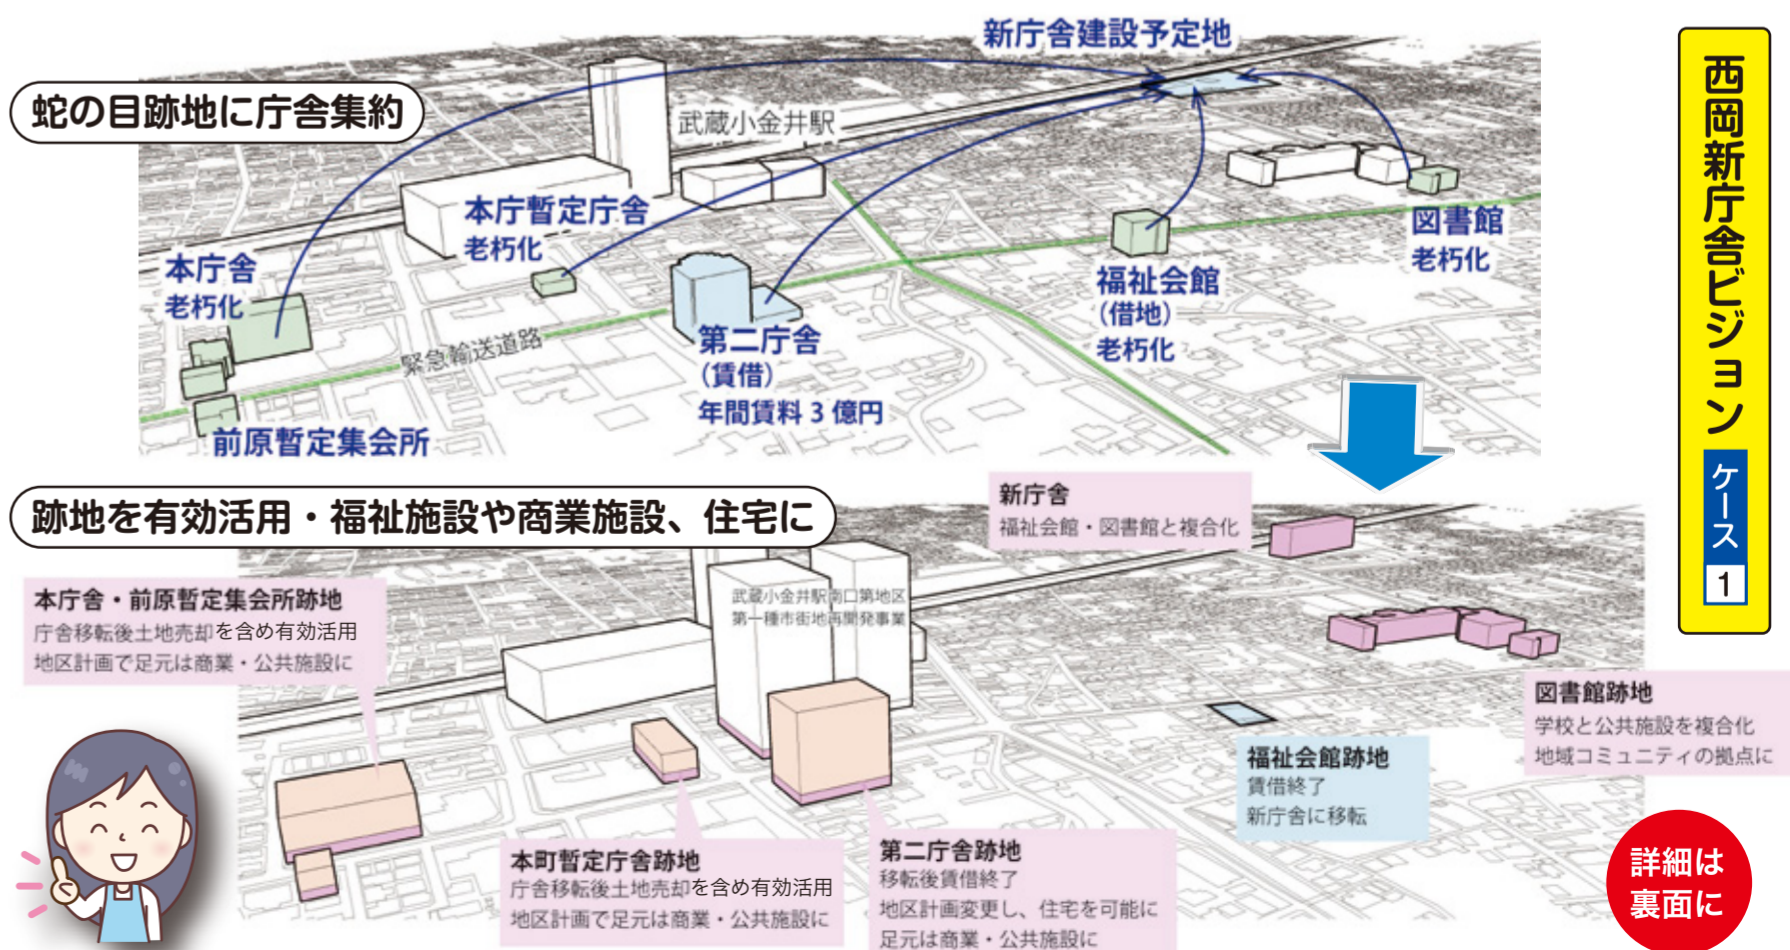 新庁舎建設予定地
蛇の目跡地に庁舎集約
武蔵小金井駅
本庁暫定庁舎
老朽化
本庁舎
老朽化
図書館
老朽化
福祉会館
（借地）
老朽化
第二庁舎
（賃借）
年間賃料 3 億円
緊急輸送道路
前原暫定集会所
西岡新庁舎ビジョン
ケース
1
跡地を有効活用・福祉施設や商業施設、住宅に
新庁舎
福祉会館・図書館と複合化
本庁舎・前原暫定集会所跡地
庁舎移転後土地売却を含め有効活用
地区計画で足元は商業・公共施設に
武蔵小金井駅南口第地区
第一種市街地再開発事業
図書館跡地
学校と公共施設を複合化
地域コミュニティの拠点に
福祉会館跡地
賃借終了
新庁舎に移転
本町暫定庁舎跡地
庁舎移転後土地売却を含め有効活用
地区計画で足元は商業・公共施設に
第二庁舎跡地
移転後賃借終了
地区計画変更し、住宅を可能に
足元は商業・公共施設に
詳細は
裏面に